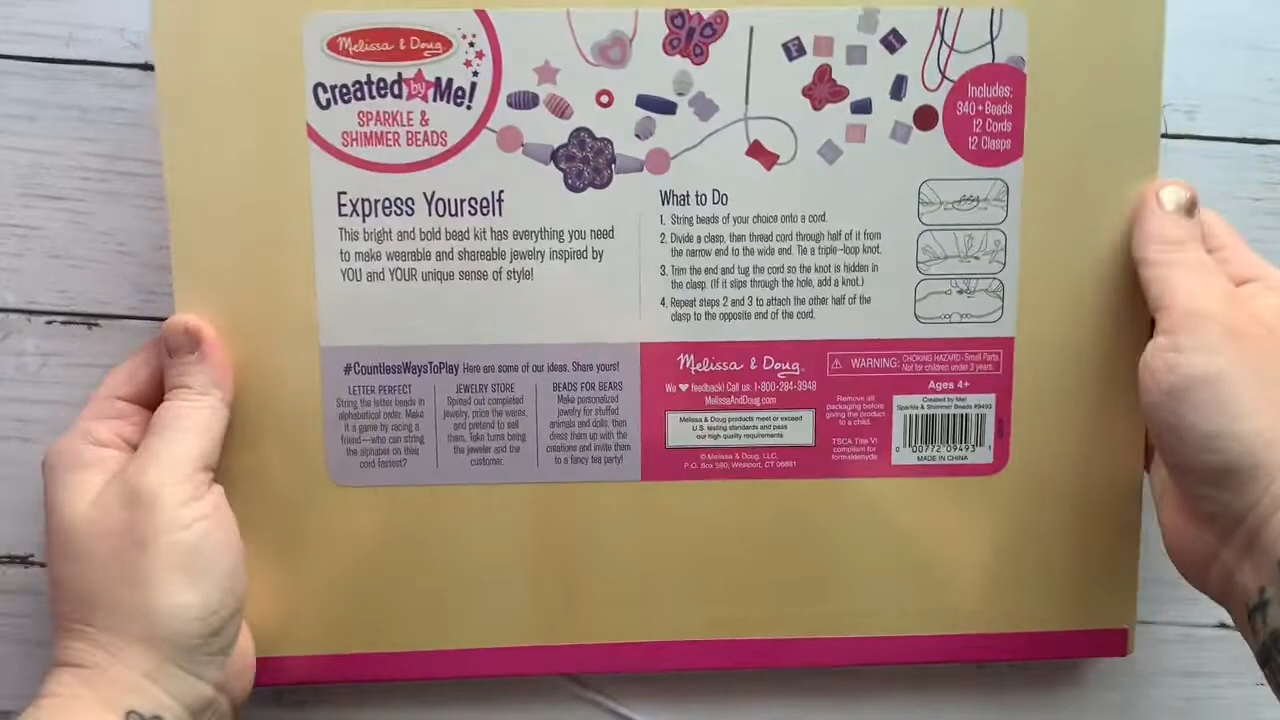 Melissa & Doug
Created by Me!
SPARKLE &
SHIMMER BEADS
F
I
Includes:
340+ Beads
12 Cords
12 Clasps
Express Yourself
This bright and bold bead kit has everything you need
to make wearable and shareable jewelry inspired by
YOU and YOUR unique sense of style!
What to Do
1. String beads of your choice onto a cord.
2. Divide a clasp, then thread cord through half of it from
the narrow end to the wide end. Tie a triple-loop knot.
3. Trim the end and tug the cord so the knot is hidden in
the clasp. (If it slips through the hole, add a knot.)
4. Repeat steps 2 and 3 to attach the other half of the
clasp to the opposite end of the cord.
#CountlessWaysToPlay Here are some of our ideas. Share yours!
LETTER PERFECT
String the letter beads in
alphabetical order. Make
it a game by racing a
friend—who can string
the alphabet on their
cord fastest?
JEWELRY STORE
Spread out completed
jewelry, price the wares,
and pretend to sell
them. Take turns being
the jeweler and the
customer.
BEADS FOR BEARS
Make personalized
jewelry for stuffed
animals and dolls, then
dress them up with the
creations and invite them
to a fancy tea party!
Melissa & Doug.
We ♥ feedback! Call us: 1-800-284-3948
MelissaAndDoug.com
Melissa & Doug products meet or exceed
U.S. testing standards and pass
our high quality requirements.
© Melissa & Doug, LLC.
P.O. Box 590, Westport, CT 06881
WARNING: CHOKING HAZARD-Small Parts.
Not for children under 3 years.
Ages 4+
Remove all
packaging before
giving the product
to a child.
TSCA Title VI
compliant for
formaldehyde
Created by Me!
Sparkle & Shimmer Beads #9493
0 00772 09493 1
MADE IN CHINA